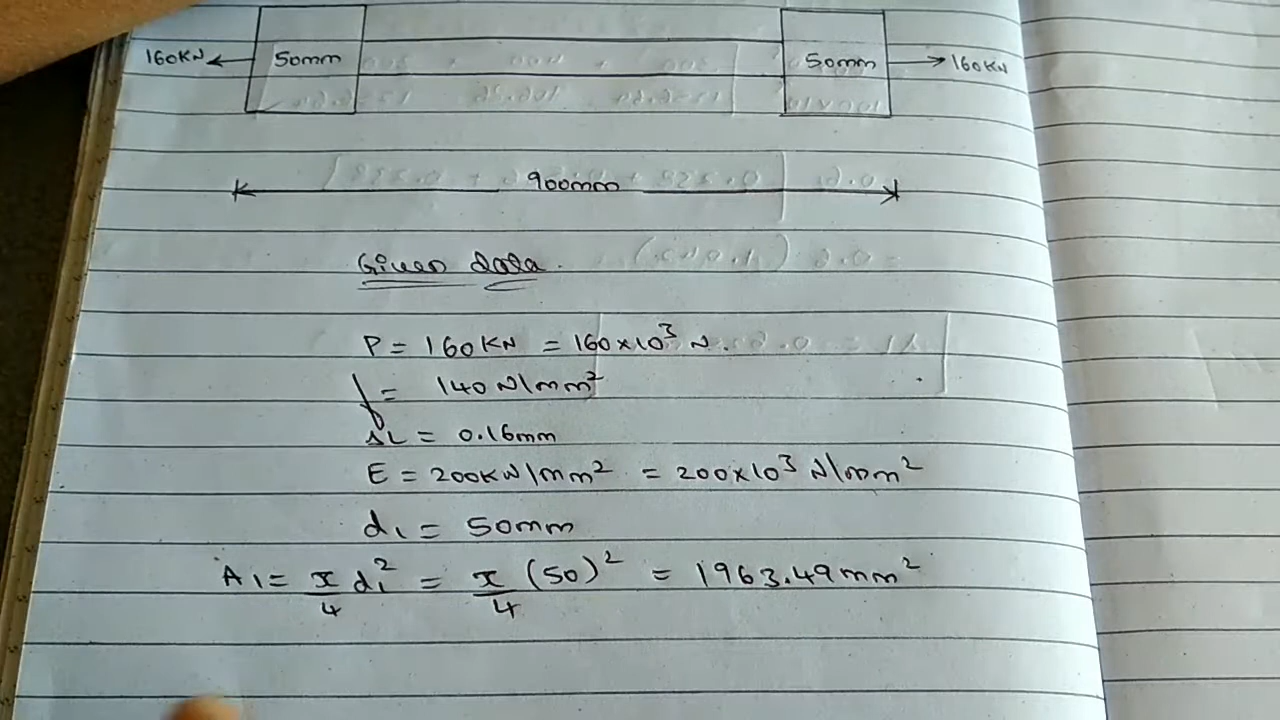 160KN 50mm 50mm 160KN
900mm
Given data.
P = 160KN = 160×10³ N.
f = 140 N/mm²
ΔL = 0.16mm
E = 200KN/mm² = 200×10³ N/mm²
d₁ = 50mm
A₁ = π/4 d₁² = π/4 (50)² = 1963.49mm²